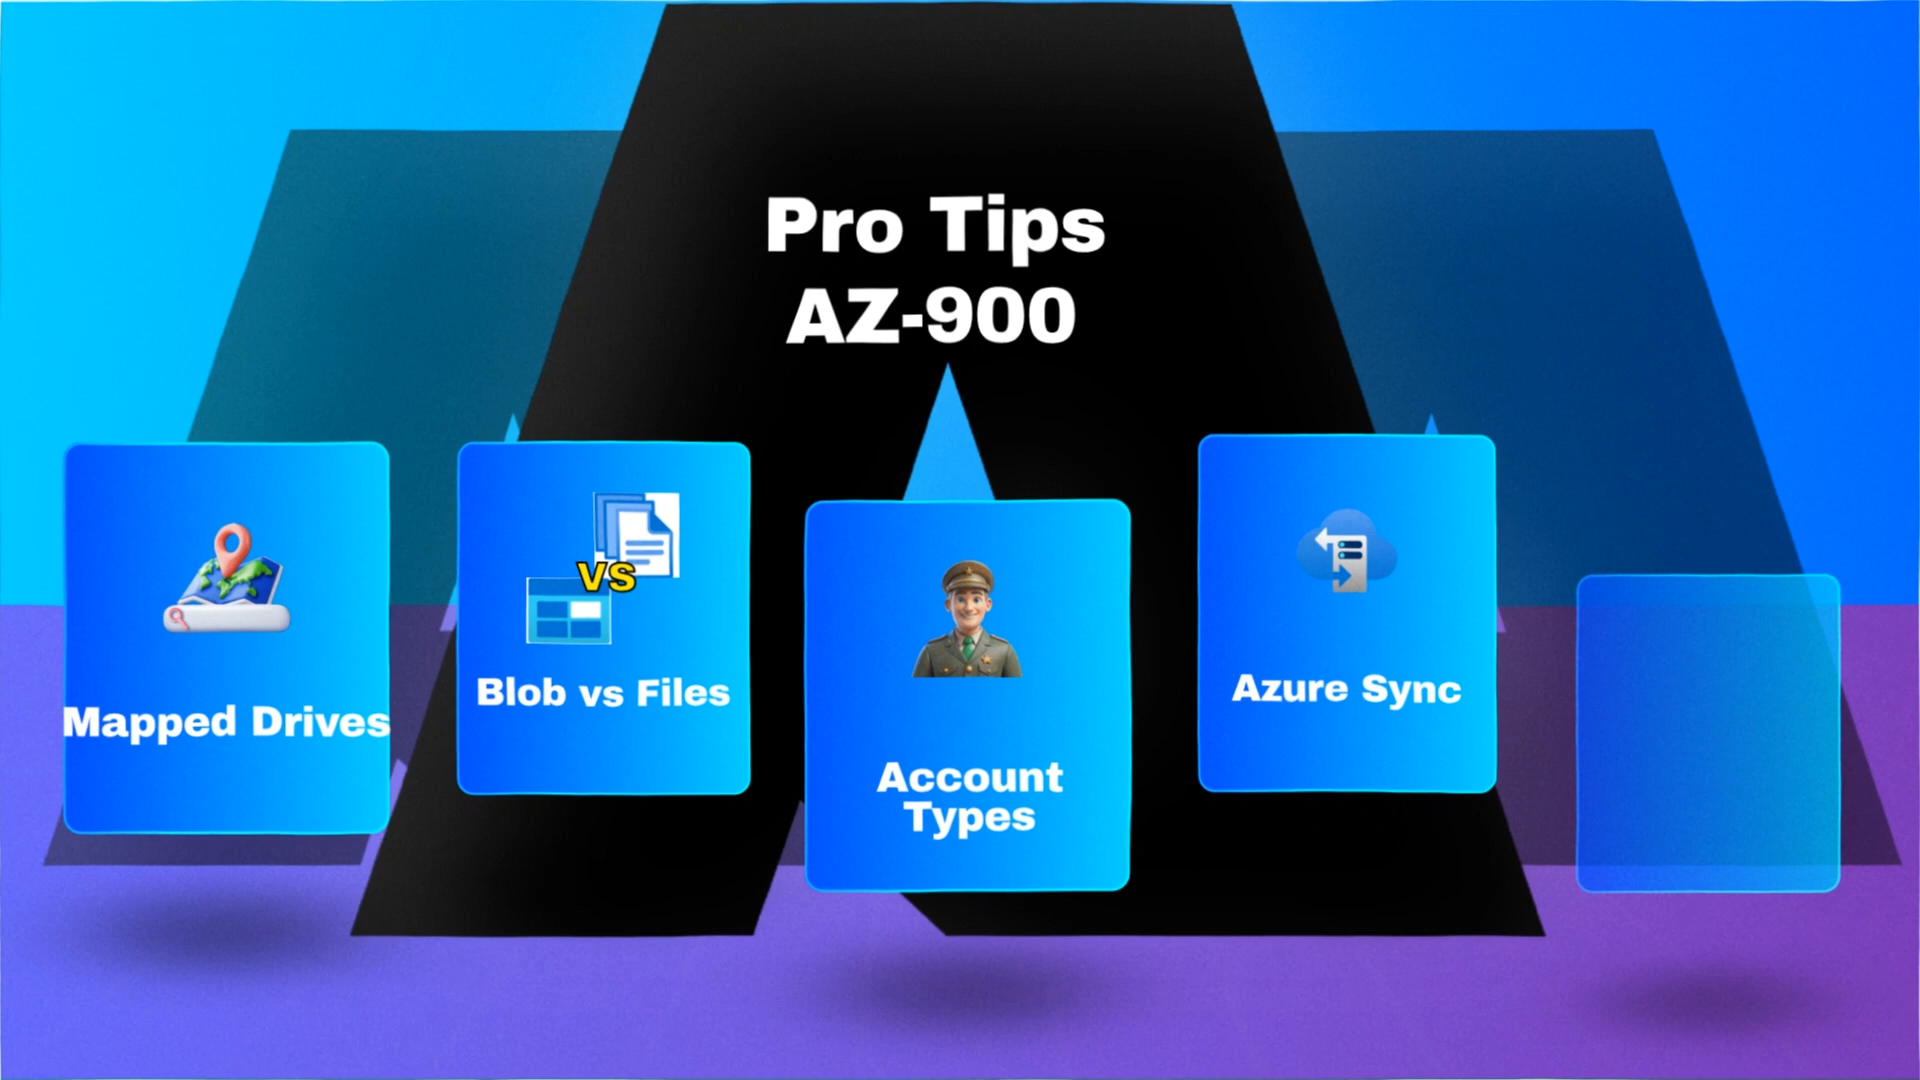 Pro Tips
AZ-900
Mapped Drives
VS
Blob vs Files
Account
Types
Azure Sync